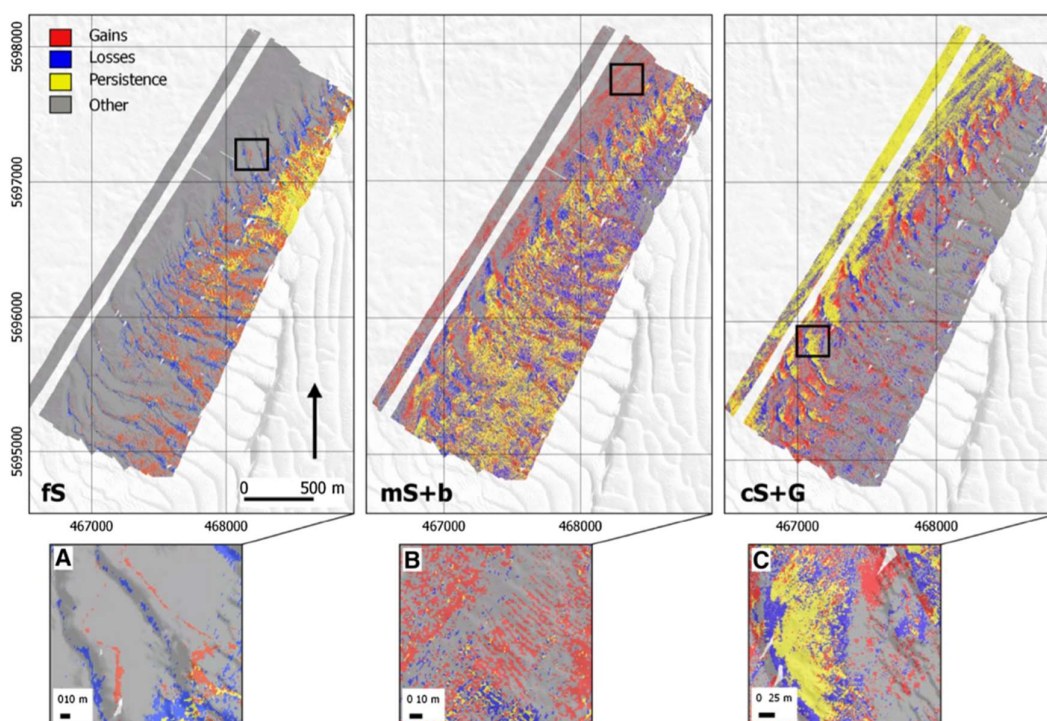 Gains
Losses
Persistence
Other
5698000
5697000
5696000
5695000
fS
0 500 m
mS+b
cS+G
467000 468000
467000 468000
467000 468000
A
010 m
B
0 10 m
C
0 25 m